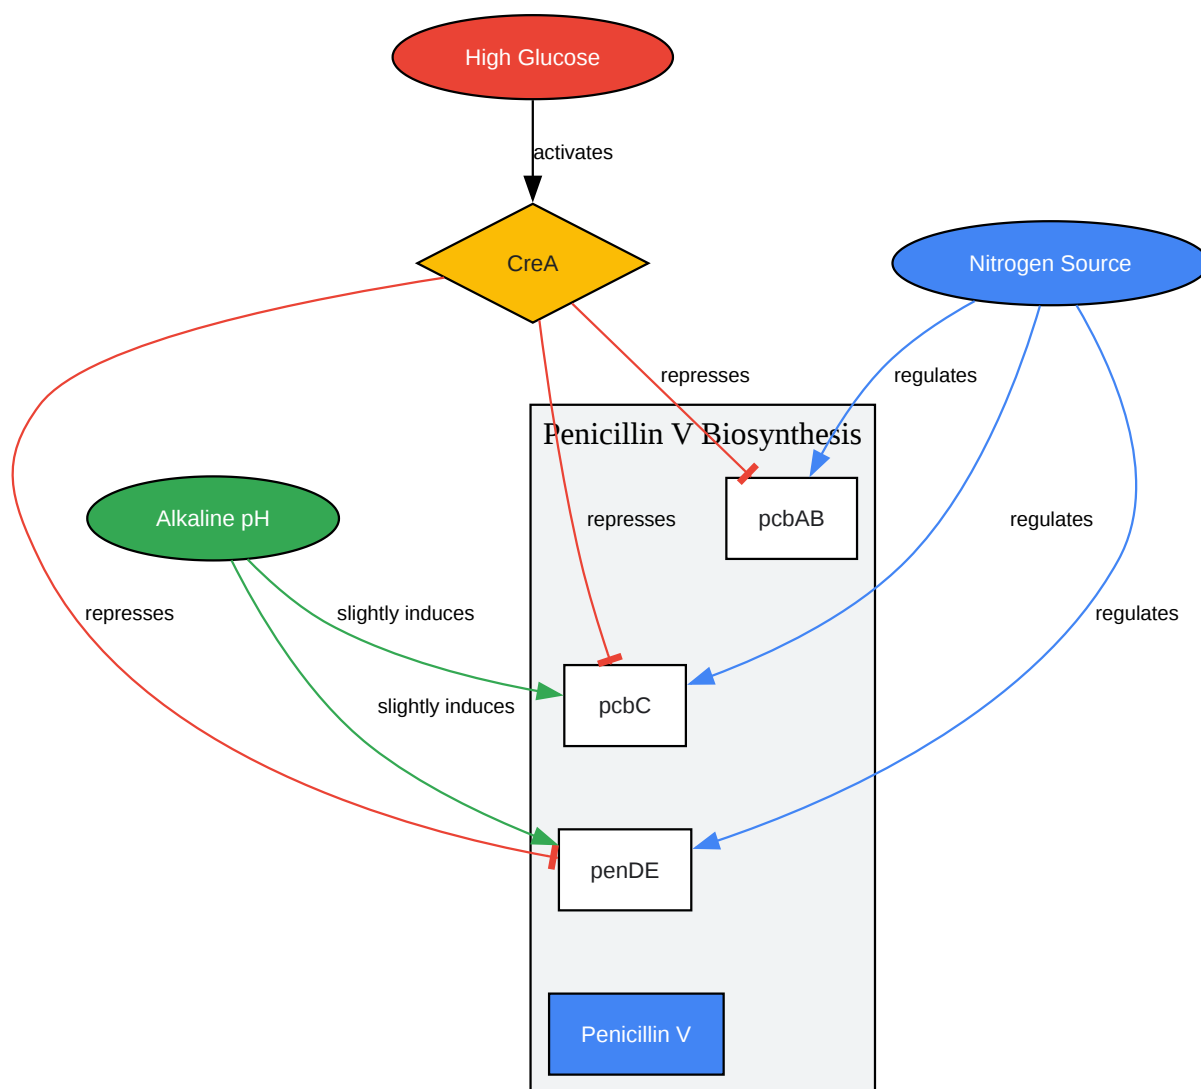 High Glucose
activates
CreA
Nitrogen Source
represses
regulates
Penicillin V Biosynthesis
Alkaline pH
represses
pcbAB
regulates
represses
slightly induces
regulates
slightly induces
pcbC
penDE
Penicillin V